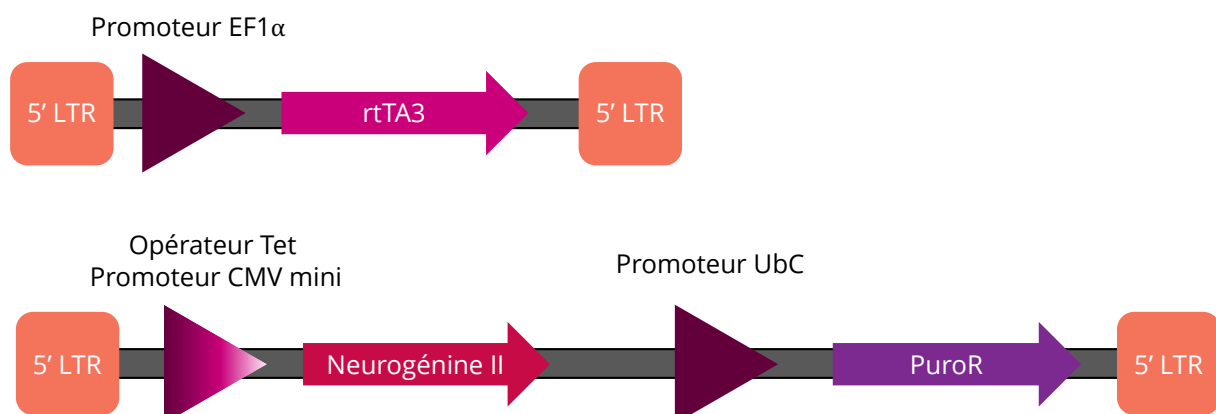 Promoteur EF1α
5’ LTR
rtTA3
5’ LTR
Opérateur Tet
Promoteur CMV mini
Promoteur UbC
5’ LTR
Neurogénine II
PuroR
5’ LTR